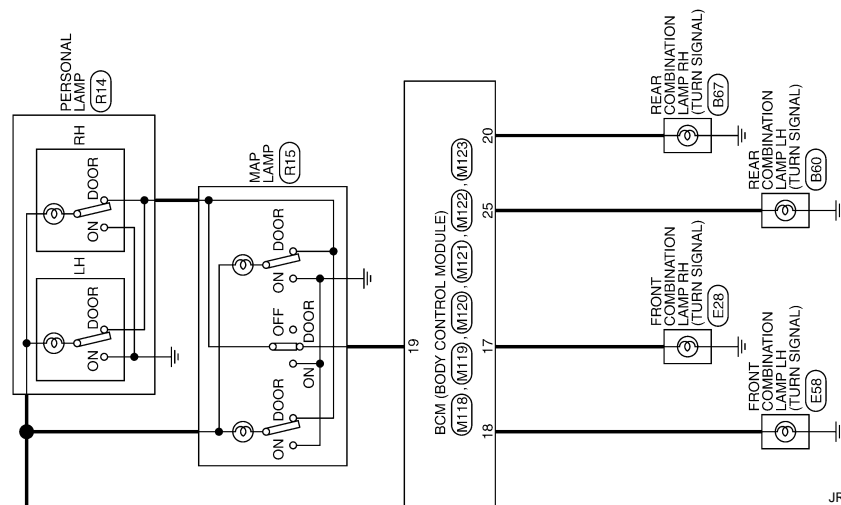 PERSONAL
LAMP
R14
RH
DOOR
ON
LH
DOOR
ON
MAP
LAMP
R15
DOOR
ON
OFF
DOOR
ON
DOOR
ON
19
BCM (BODY CONTROL MODULE)
M118 , M119 , M120 , M121 , M122 , M123
20
25
17
18
REAR
COMBINATION
LAMP RH
(TURN SIGNAL)
B67
REAR
COMBINATION
LAMP LH
(TURN SIGNAL)
B60
FRONT
COMBINATION
LAMP RH
(TURN SIGNAL)
E28
FRONT
COMBINATION
LAMP LH
(TURN SIGNAL)
E58
JR